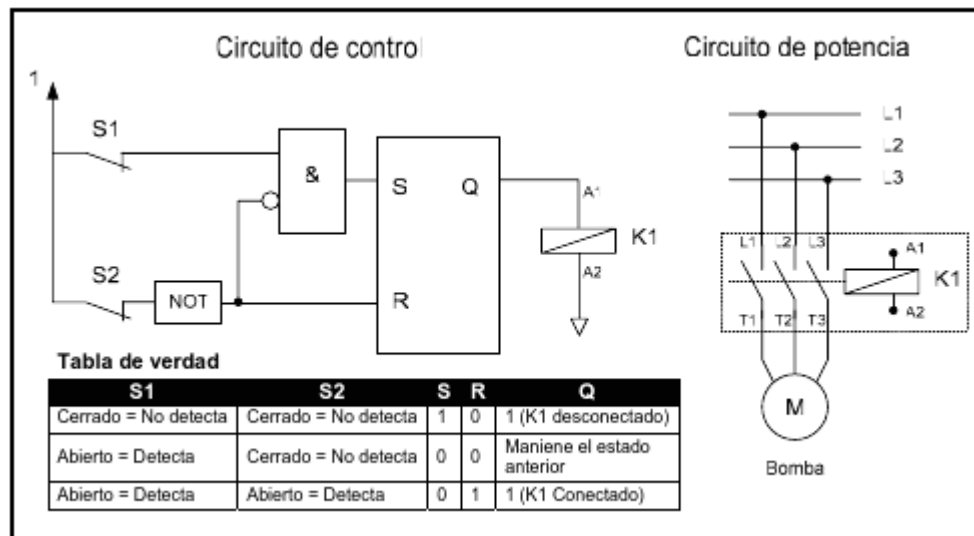 Circuito de control
Circuito de potencia
1
S1
&
S
Q
A1
K1
A2
S2
NOT
R
L1
L2
L3
L1 L2 L3
A1
K1
A2
T1 T2 T3
M
Bomba
Tabla de verdad
S1 S2 S R Q
Cerrado = No detecta Cerrado = No detecta 1 0 1 (K1 desconectado)
Abierto = Detecta Cerrado = No detecta 0 0 Maniene el estado
anterior
Abierto = Detecta Abierto = Detecta 0 1 1 (K1 Conectado)